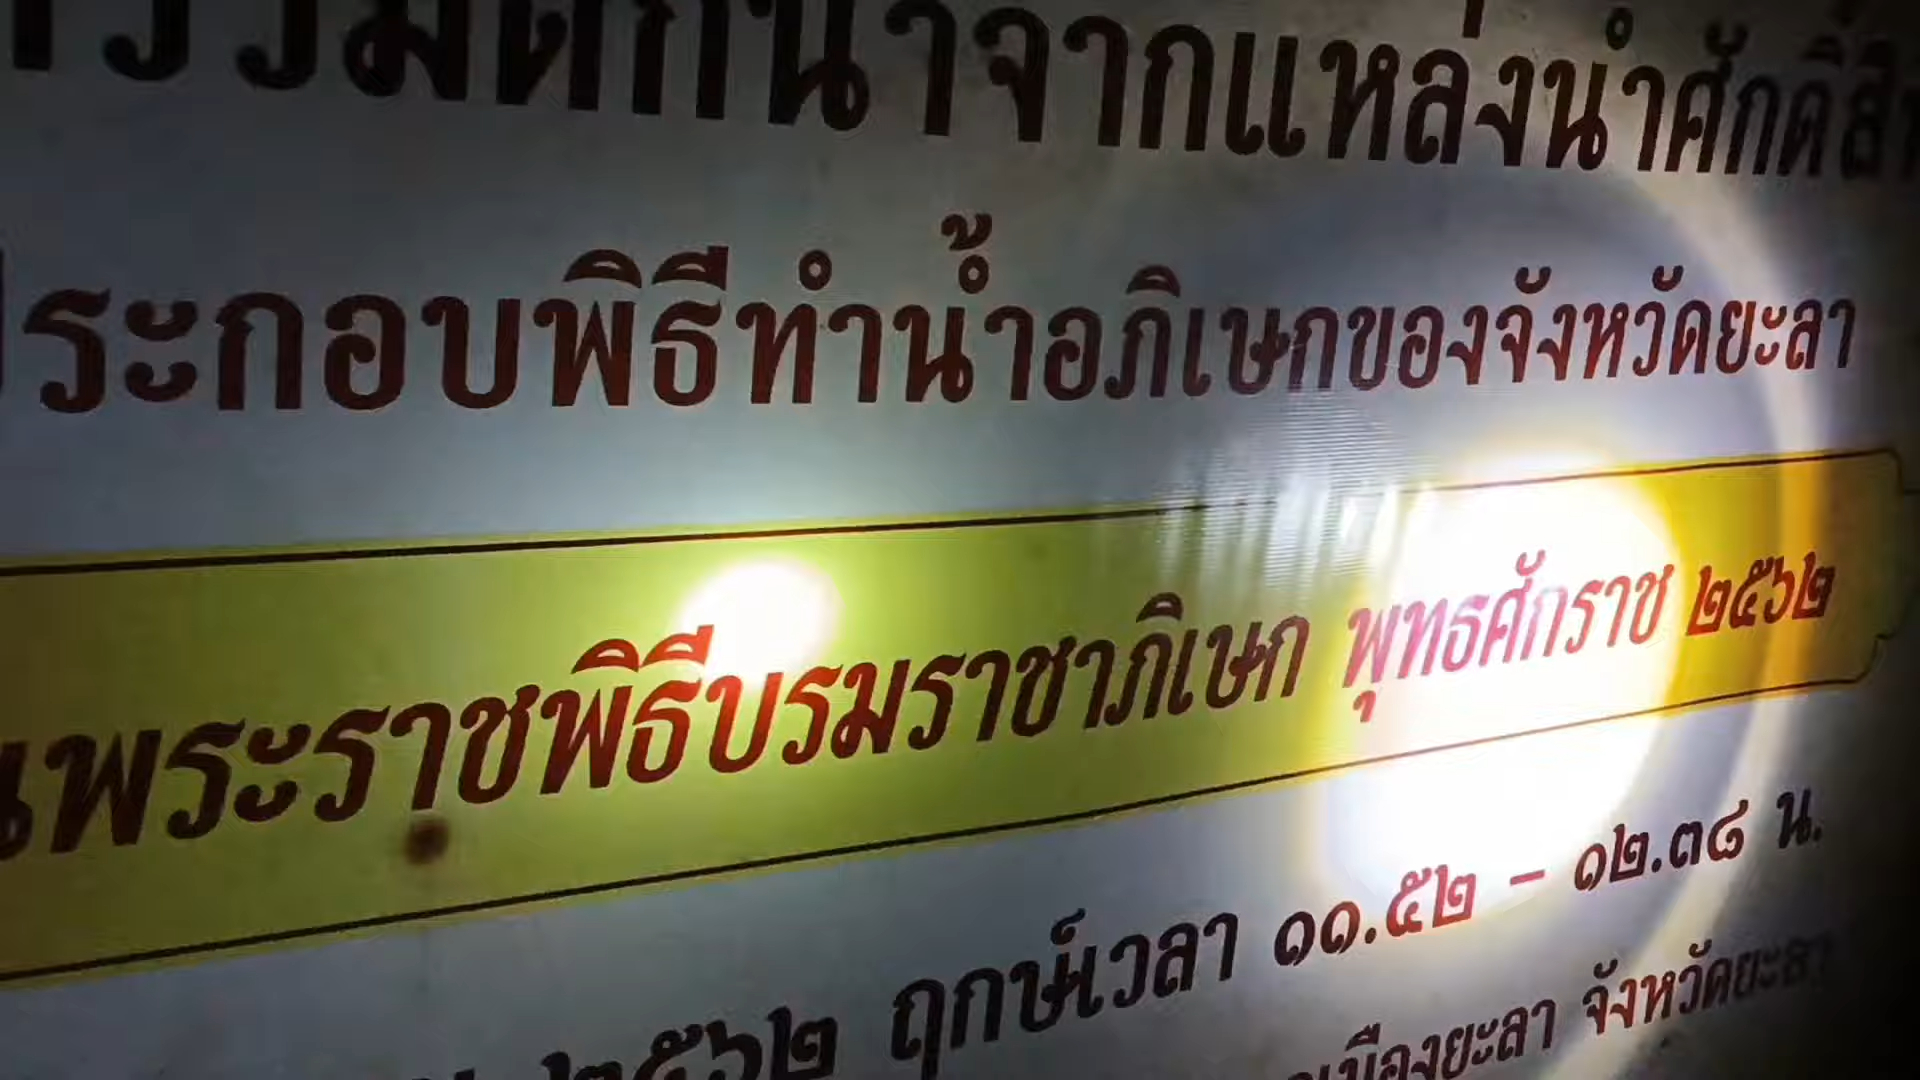 ตักน้ำจากแหล่งน้ำศักดิ์สิ
ประกอบพิธีทำน้ำอภิเษกของจังหวัดยะลา
นพระราชพิธีบรมราชาภิเษก พุทธศักราช ๒๕๖๒
๒๕๖๒ ฤกษ์เวลา ๑๑.๕๒ - ๑๒.๓๘ น.
เมืองยะลา จังหวัดยะลา